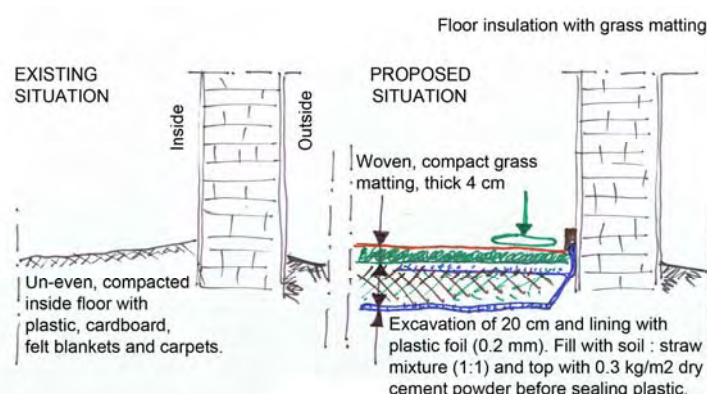 Floor insulation with grass matting
EXISTING
SITUATION
Inside
Outside
Un-even, compacted
inside floor with
plastic, cardboard,
felt blankets and carpets.
PROPOSED
SITUATION
Woven, compact grass
matting, thick 4 cm
Excavation of 20 cm and lining with
plastic foil (0.2 mm). Fill with soil : straw
mixture (1:1) and top with 0.3 kg/m2 dry
cement powder before sealing plastic.